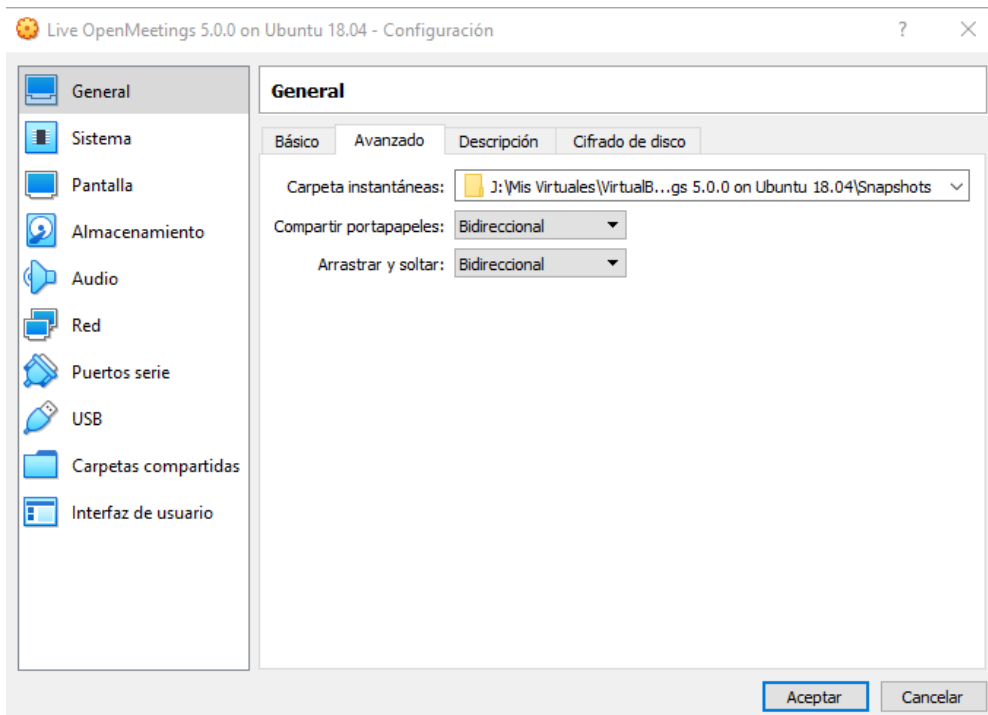 Live OpenMeetings 5.0.0 on Ubuntu 18.04 - Configuración
?
General
Sistema
Pantalla
Almacenamiento
Audio
Red
Puertos serie
USB
Carpetas compartidas
Interfaz de usuario
General
Básico Avanzado Descripción Cifrado de disco
Carpeta instantáneas: J:\Mis Virtuales\VirtualB...gs 5.0.0 on Ubuntu 18.04\Snapshots
Compartir portapapeles: Bidireccional
Arrastrar y soltar: Bidireccional
Aceptar Cancelar